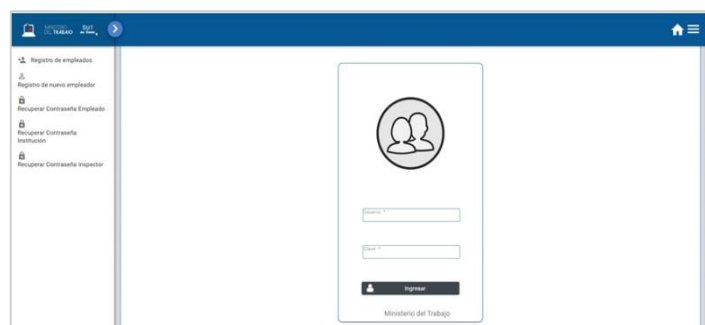 MINISTERIO
DEL TRABAJO
SUT
Registro de empleados
Registro de nuevo empleador
Recuperar Contraseña Empleado
Recuperar Contraseña
Institución
Recuperar Contraseña Inspector
Usuario *
Clave *
Ingresar
Ministerio del Trabajo